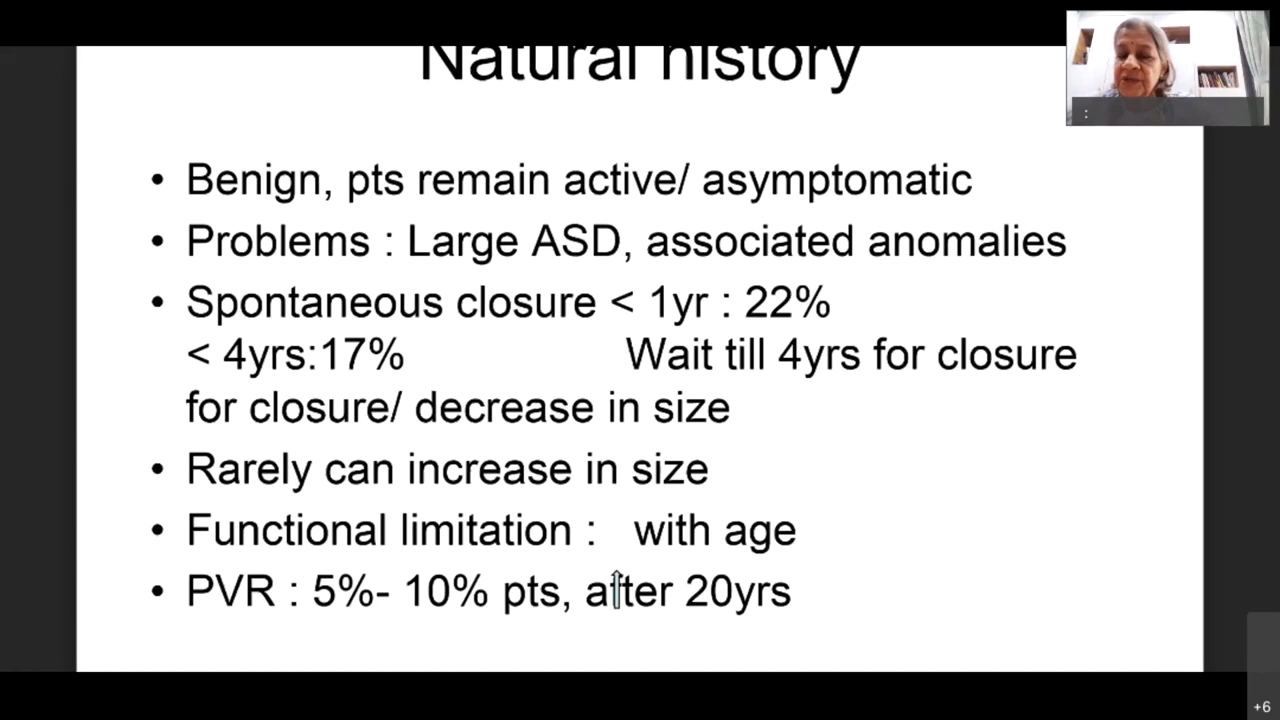 Natural history
• Benign, pts remain active/ asymptomatic
• Problems : Large ASD, associated anomalies
• Spontaneous closure < 1yr : 22%
< 4yrs:17% Wait till 4yrs for closure
for closure/ decrease in size
• Rarely can increase in size
• Functional limitation : with age
• PVR : 5%- 10% pts, after 20yrs
:
+6